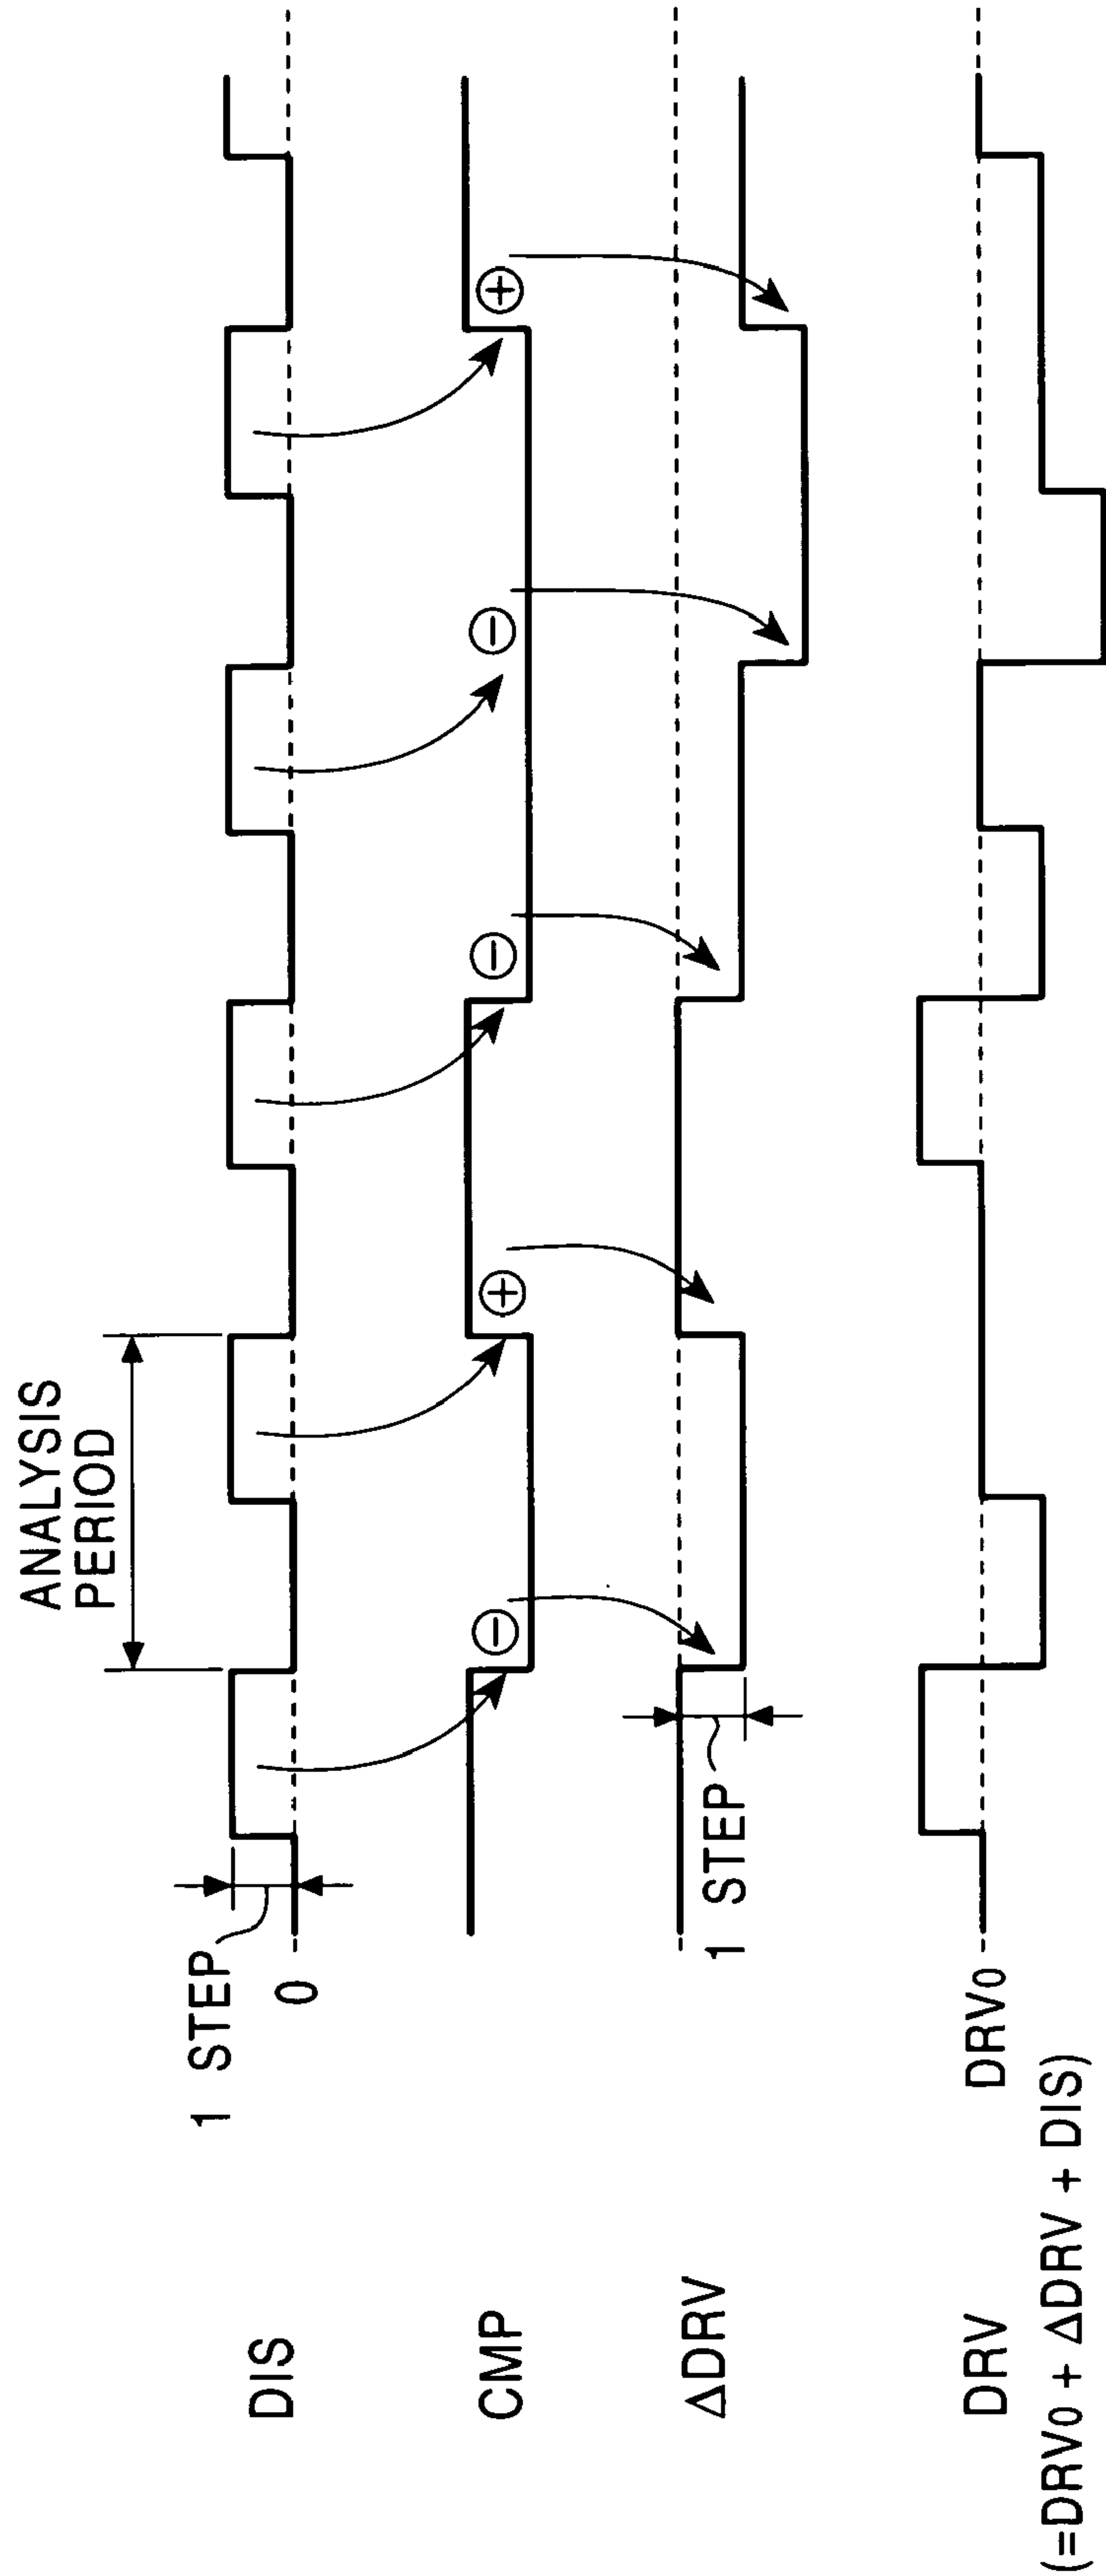 ANALYSIS
PERIOD
1 STEP
0
DIS
CMP
⊖ ⊕ ⊖ ⊖ ⊕
ΔDRV
1 STEP
DRV
DRV0
(=DRV0 + ΔDRV + DIS)